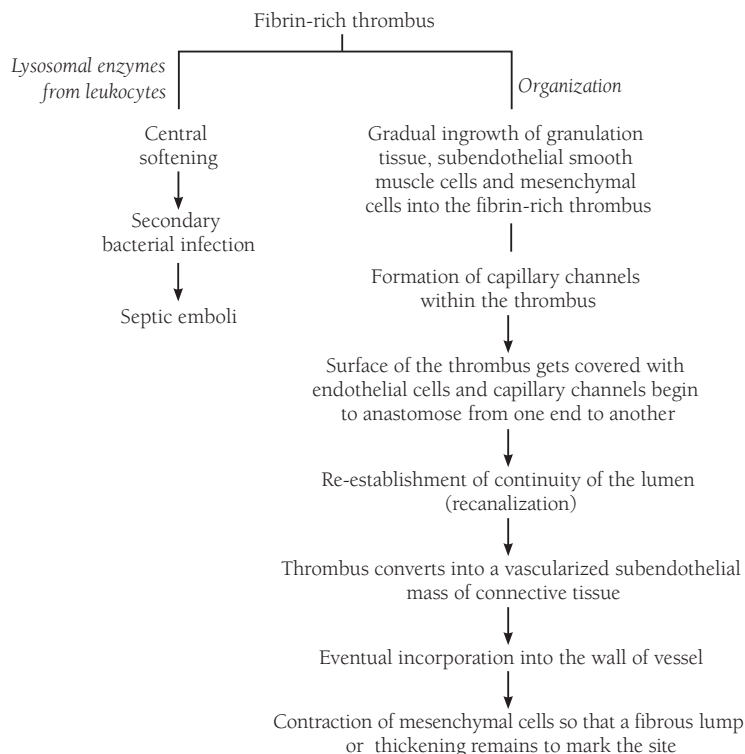 Fibrin-rich thrombus
Lysosomal enzymes
from leukocytes
Organization
Central
softening
Secondary
bacterial infection
Septic emboli
Gradual ingrowth of granulation
tissue, subendothelial smooth
muscle cells and mesenchymal
cells into the fibrin-rich thrombus
Formation of capillary channels
within the thrombus
Surface of the thrombus gets covered with
endothelial cells and capillary channels begin
to anastomose from one end to another
Re-establishment of continuity of the lumen
(recanalization)
Thrombus converts into a vascularized subendothelial
mass of connective tissue
Eventual incorporation into the wall of vessel
Contraction of mesenchymal cells so that a fibrous lump
or thickening remains to mark the site